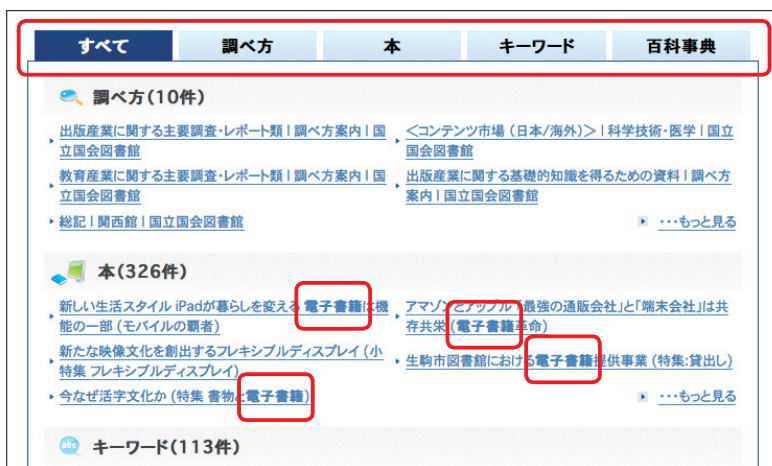 すべて 調べ方 本 キーワード 百科事典
調べ方(10件)
出版産業に関する主要調査・レポート類 | 調べ方案内 | 国
立国会図書館
＜コンテンツ市場 (日本/海外)＞ | 科学技術・医学 | 国立
国会図書館
教育産業に関する主要調査・レポート類 | 調べ方案内 | 国
立国会図書館
出版産業に関する基礎的知識を得るための資料 | 調べ方
案内 | 国立国会図書館
総記 | 関西館 | 国立国会図書館
・・・もっと見る
本(326件)
新しい生活スタイル iPadが暮らしを変える 電子書籍は機
能の一部 (モバイルの覇者)
アマゾンとアップル 「最強の通販会社」と「端末会社」は共
存共栄 (電子書籍革命)
新たな映像文化を創出するフレキシブルディスプレイ (小
特集 フレキシブルディスプレイ)
生駒市図書館における電子書籍提供事業 (特集:貸出し)
今なぜ活字文化か (特集 書物と電子書籍)
・・・もっと見る
abc キーワード(113件)